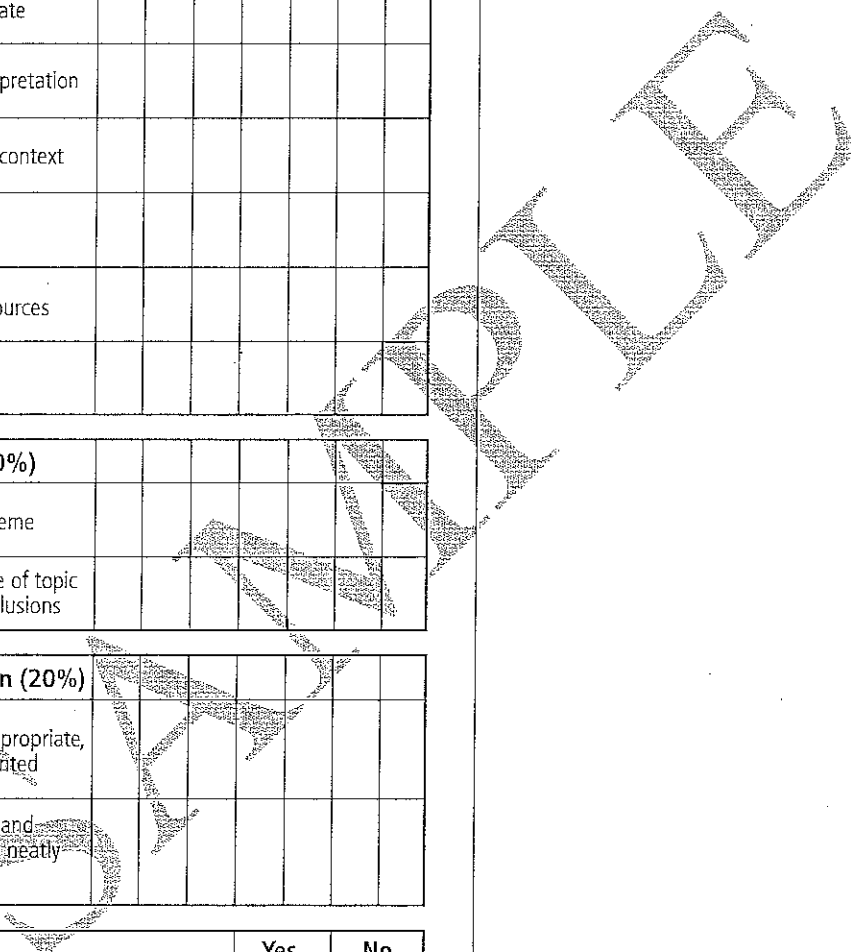 ate
pretation
context
ources
0%)
eme
e of topic
lusions
n (20%)
propriate,
nted
and
neatly
Yes No
SAMPLE